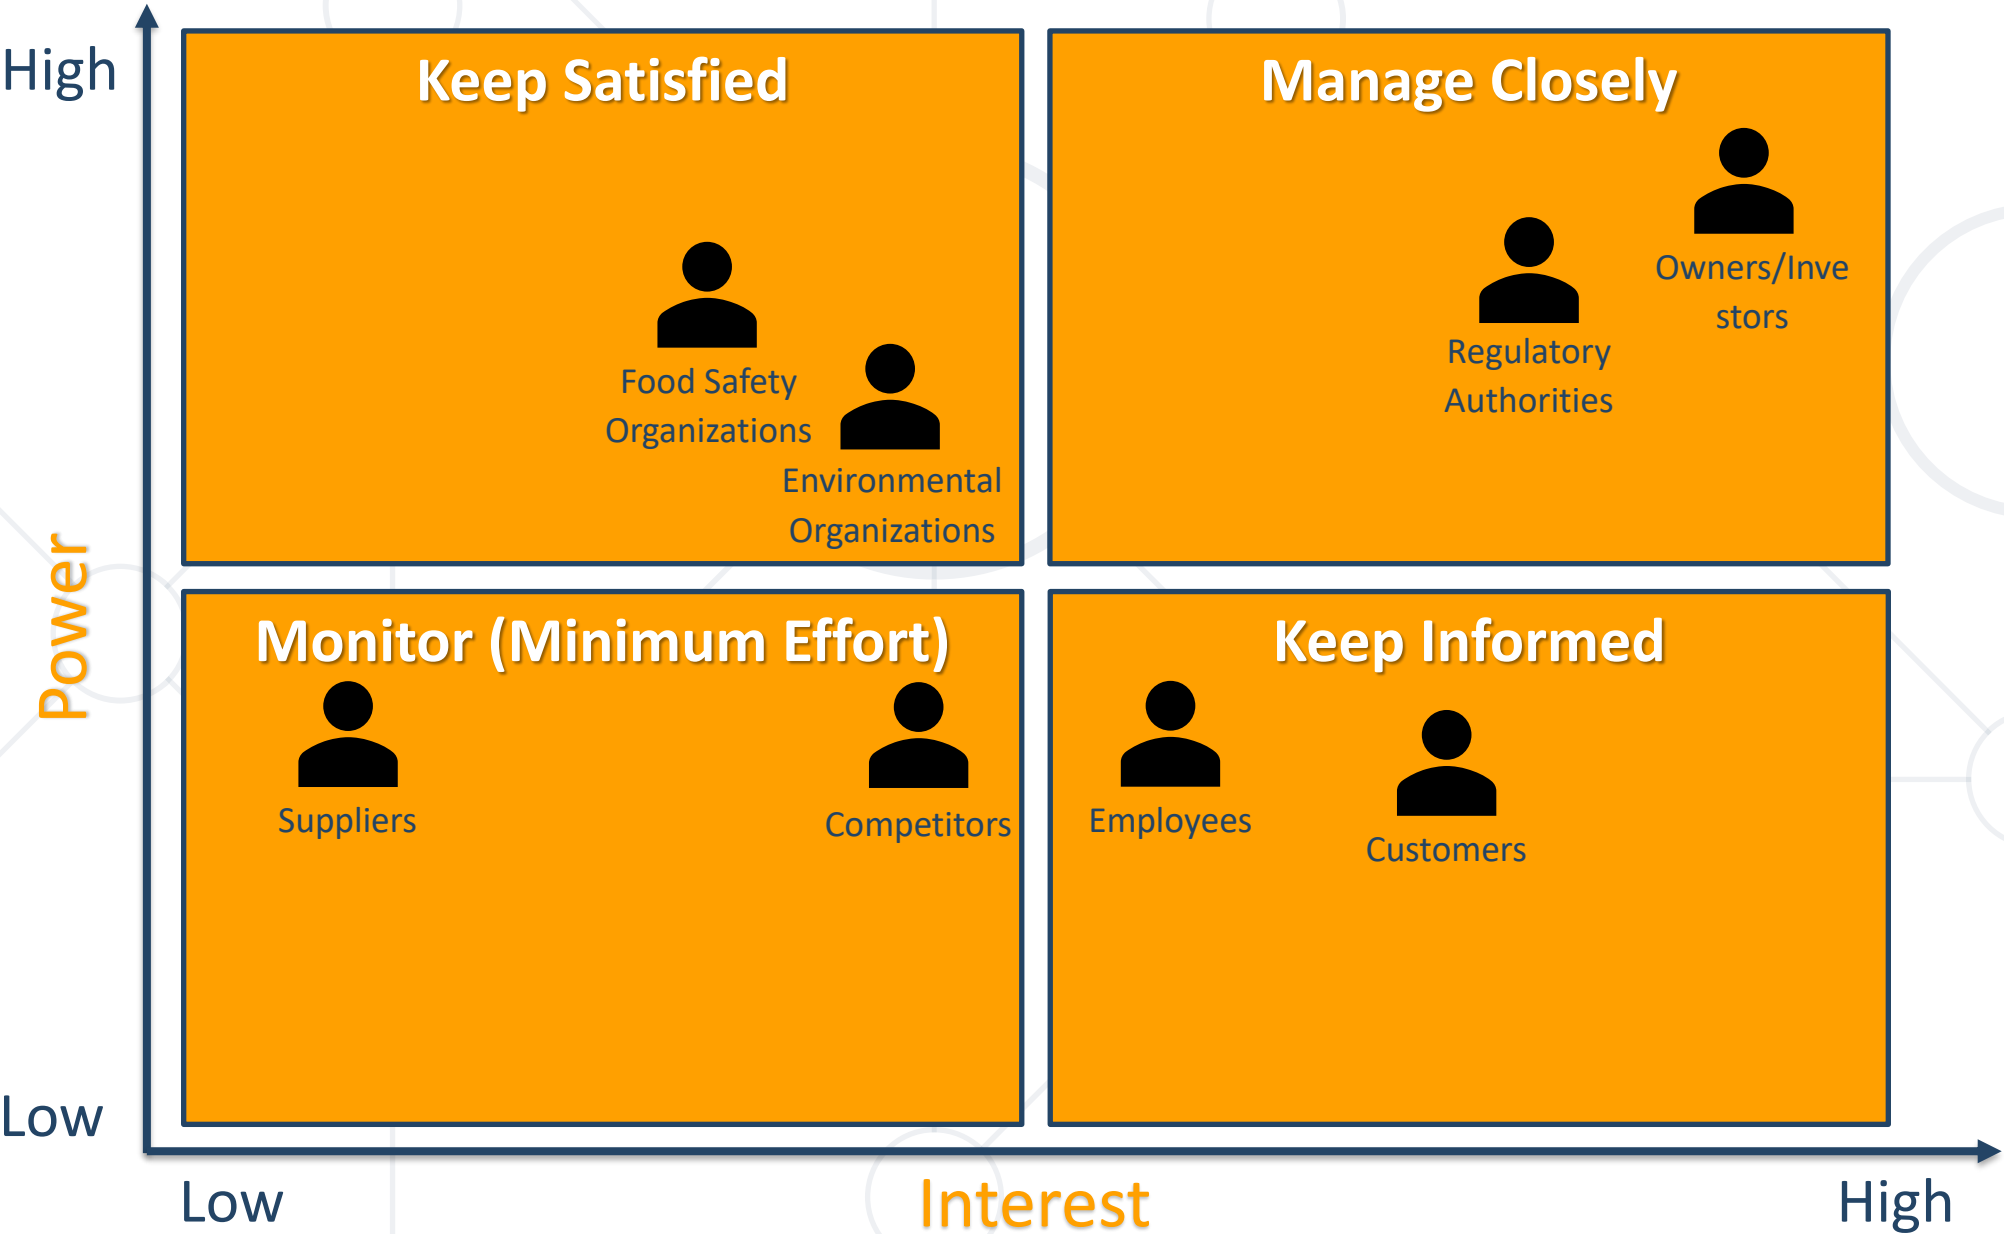 High
Keep Satisfied
Manage Closely
Owners/Inve
stors
Regulatory
Authorities
Food Safety
Organizations
Environmental
Organizations
Power
Monitor (Minimum Effort)
Keep Informed
Suppliers
Competitors
Employees
Customers
Low
Low
Interest
High